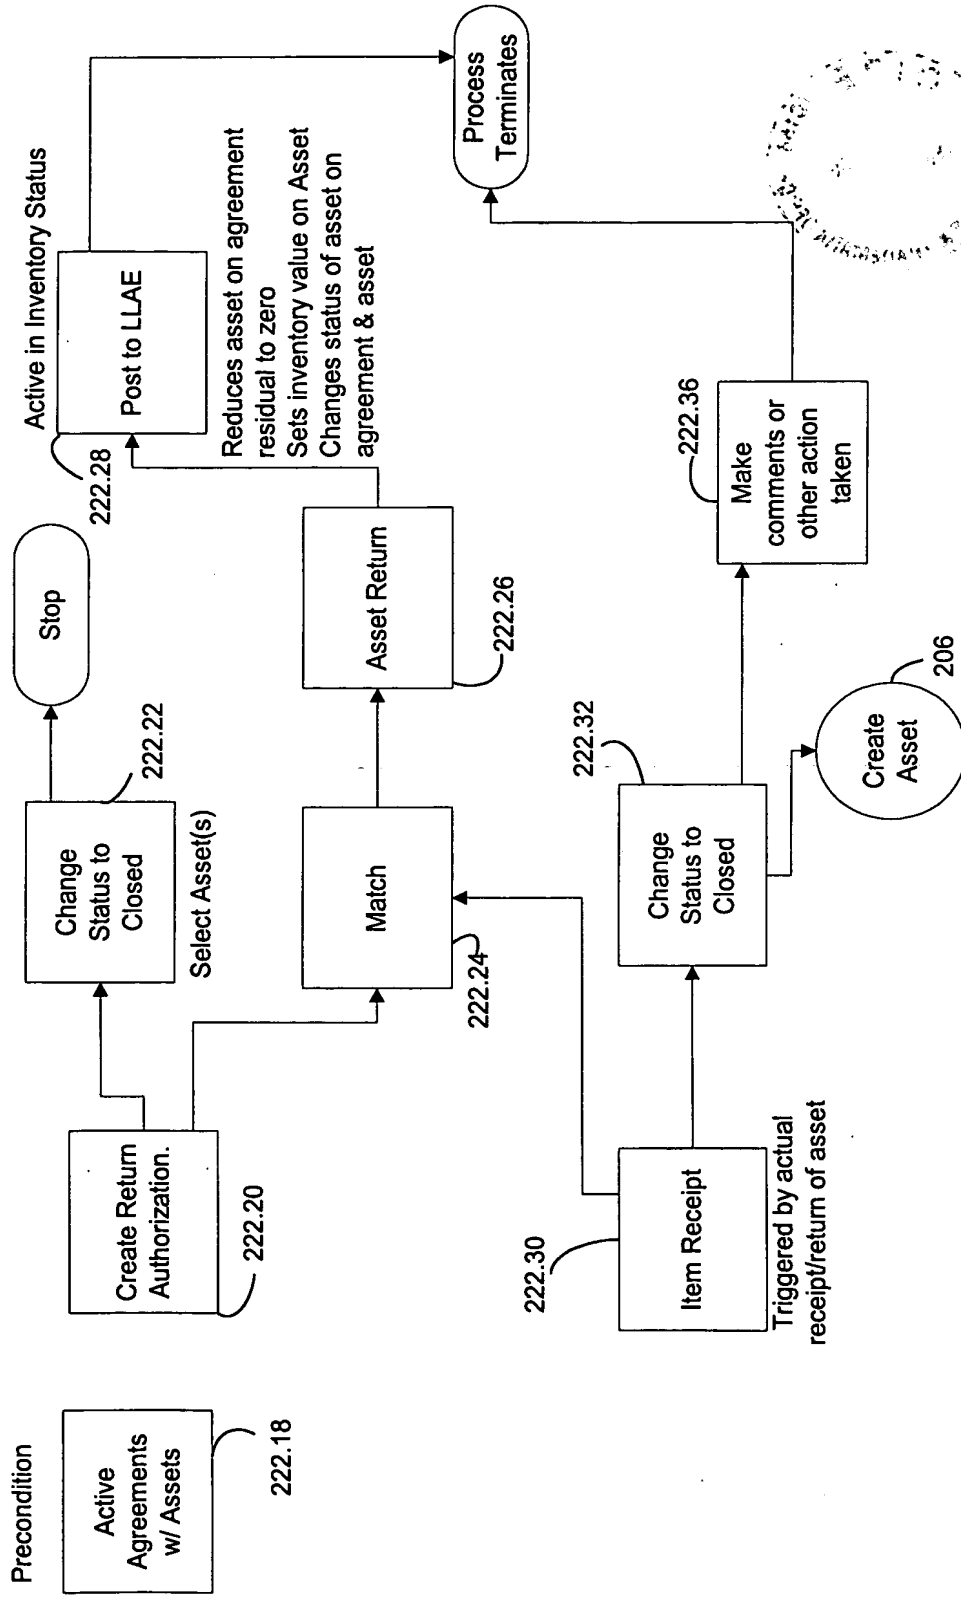 Precondition
Active
Agreements
w/ Assets
222.18
Create Return
Authorization.
222.20
Change
Status to
Closed
222.22
Select Asset(s)
Stop
Match
222.24
Asset Return
222.26
Active in Inventory Status
Post to LLAE
222.28
Reduces asset on agreement
residual to zero
Sets inventory value on Asset
Changes status of asset on
agreement & asset
Process
Terminates
222.30
Item Receipt
Triggered by actual
receipt/return of asset
222.32
Change
Status to
Closed
Create
Asset
206
222.36
Make
comments or
other action
taken